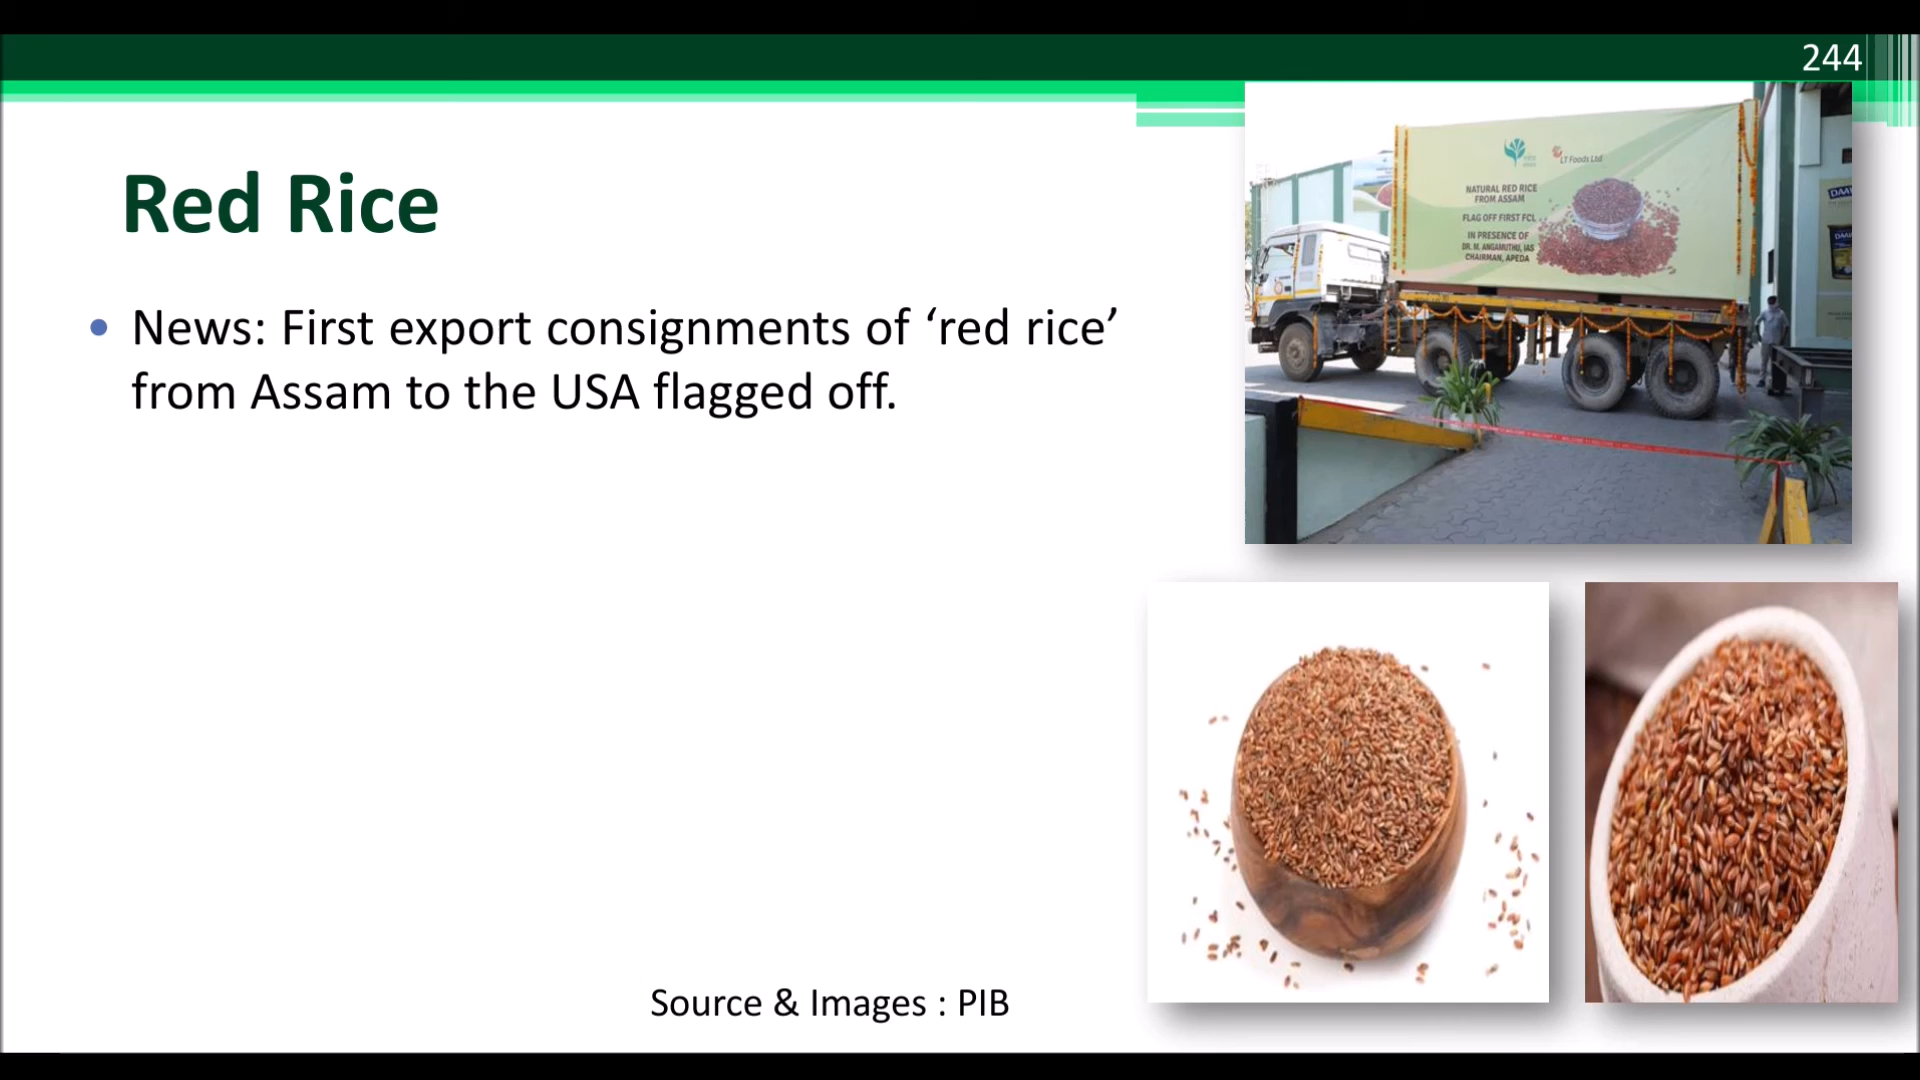 244
Red Rice
News: First export consignments of ‘red rice’
from Assam to the USA flagged off.
LT Foods Ltd
NATURAL RED RICE
FROM ASSAM
FLAG OFF FIRST FCL
IN PRESENCE OF
DR. M. ANGAMUTHU, IAS
CHAIRMAN, APEDA
Source & Images : PIB